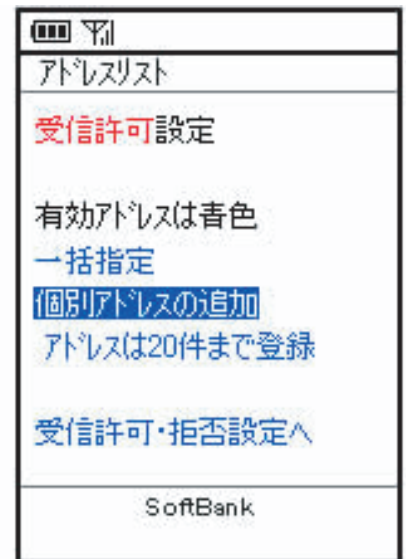 アドレスリスト
受信許可設定
有効アドレスは青色
一括指定
個別アドレスの追加
アドレスは20件まで登録
受信許可・拒否設定へ
SoftBank